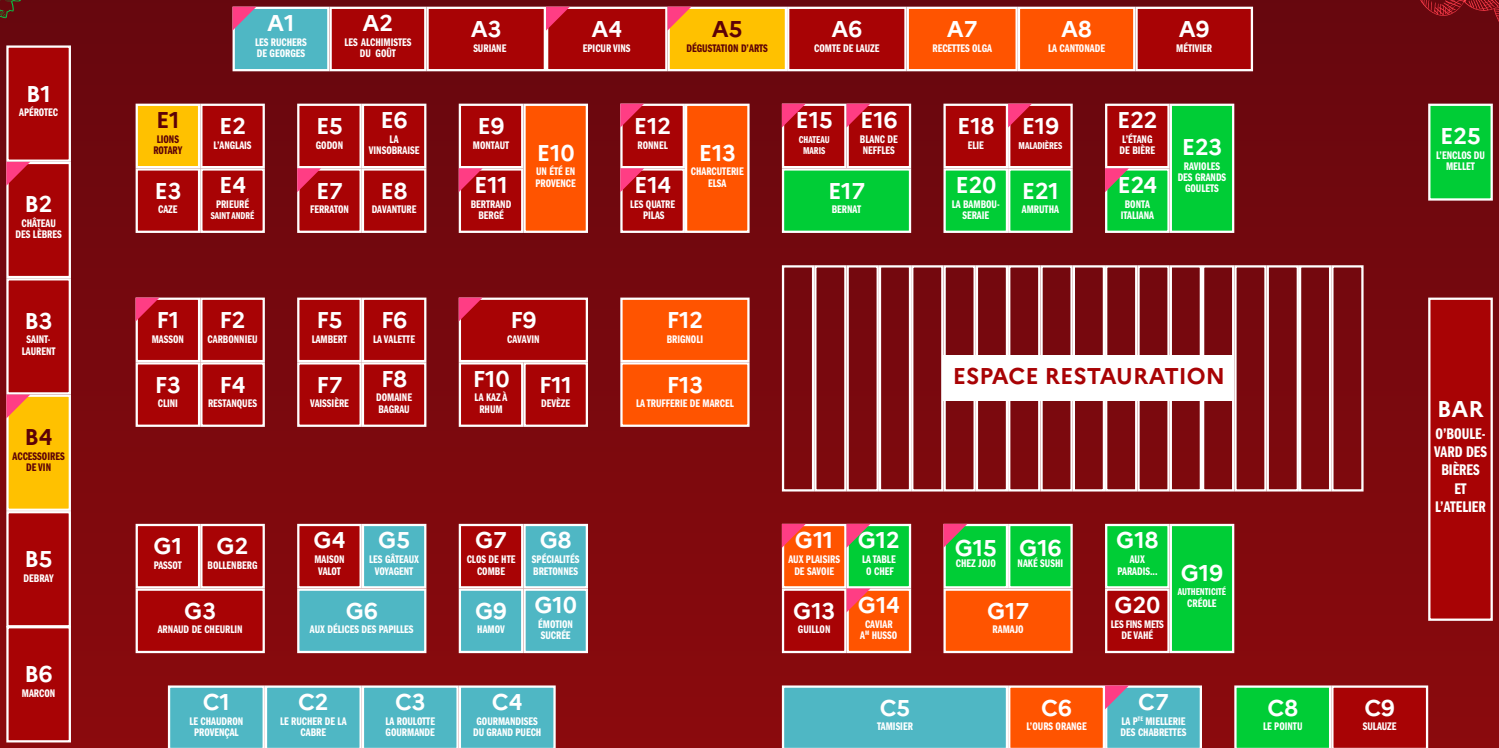 A1
LES RUCHERS
DE GEORGES
A2
LES ALCHIMISTES
DU GOÛT
A3
SURIANE
A4
EPICUR VINS
A5
DÉGUSTATION D'ARTS
A6
COMTE DE LAUZE
A7
RECETTES OLGA
A8
LA CANTONADE
A9
MÉTIVIER
B1
APÉROTEC
B2
CHÂTEAU
DES LÈBRES
B3
SAINT-
LAURENT
B4
ACCESSOIRES
DE VIN
B5
DEBRAY
B6
MARCON
E1
LIONS
ROTARY
E2
L'ANGLAIS
E3
CAZE
E4
PRIEURÉ
SAINT ANDRÉ
E5
GODON
E6
LA
VINSOBRAISE
E7
FERRATON
E8
DAVANTURE
E9
MONTAUT
E10
UN ÉTÉ EN
PROVENCE
E11
BERTRAND
BERGÉ
E12
RONNEL
E13
CHARCUTERIE
ELSA
E14
LES QUATRE
PILAS
E15
CHATEAU
MARIS
E16
BLANC DE
NEFFLES
E17
BERNAT
E18
ELIE
E19
MALADIÈRES
E20
LA BAMBOU-
SERAIE
E21
AMRUTHA
E22
L'ÉTANG
DE BIÈRE
E23
RAVIOLES
DES GRANDS
GOULETS
E24
BONTA
ITALIANA
E25
L'ENCLOS DU
MELLET
F1
MASSON
F2
CARBONNIEU
F3
CLINI
F4
RESTANQUES
F5
LAMBERT
F6
LA VALETTE
F7
VAISSIÈRE
F8
DOMAINE
BAGRAU
F9
CAVAVIN
F10
LA KAZ À
RHUM
F11
DEVÈZE
F12
BRIGNOLI
F13
LA TRUFFERIE DE MARCEL
ESPACE RESTAURATION
BAR
O'BOULE-
VARD DES
BIÈRES
ET
L'ATELIER
G1
PASSOT
G2
BOLLENBERG
G3
ARNAUD DE CHEURLIN
G4
MAISON
VALOT
G5
LES GÂTEAUX
VOYAGENT
G6
AUX DÉLICES DES PAPILLES
G7
CLOS DE HTE
COMBE
G8
SPÉCIALITÉS
BRETONNES
G9
HAMOV
G10
ÉMOTION
SUCRÉE
G11
AUX PLAISIRS
DE SAVOIE
G12
LA TABLE
O CHEF
G13
GUILLON
G14
CAVIAR
Aᴺ HUSSO
G15
CHEZ JOJO
G16
NAKÉ SUSHI
G17
RAMAJO
G18
AUX
PARADIS...
G19
AUTHENTICITÉ
CRÉOLE
G20
LES FINS METS
DE VAHÉ
C1
LE CHAUDRON
PROVENÇAL
C2
LE RUCHER DE LA
CABRE
C3
LA ROULOTTE
GOURMANDE
C4
GOURMANDISES
DU GRAND PUECH
C5
TAMISIER
C6
L'OURS ORANGE
C7
LA Pᵀᴱ MIELLERIE
DES CHABRETTES
C8
LE POINTU
C9
SULAUZE